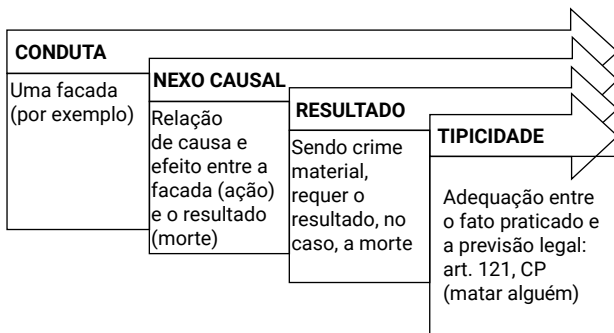 CONDUTA
Uma facada
(por exemplo)
NEXO CAUSAL
Relação
de causa e
efeito entre a
facada (ação)
e o resultado
(morte)
RESULTADO
Sendo crime
material,
requer o
resultado, no
caso, a morte
TIPICIDADE
Adequação entre
o fato praticado e
a previsão legal:
art. 121, CP
(matar alguém)